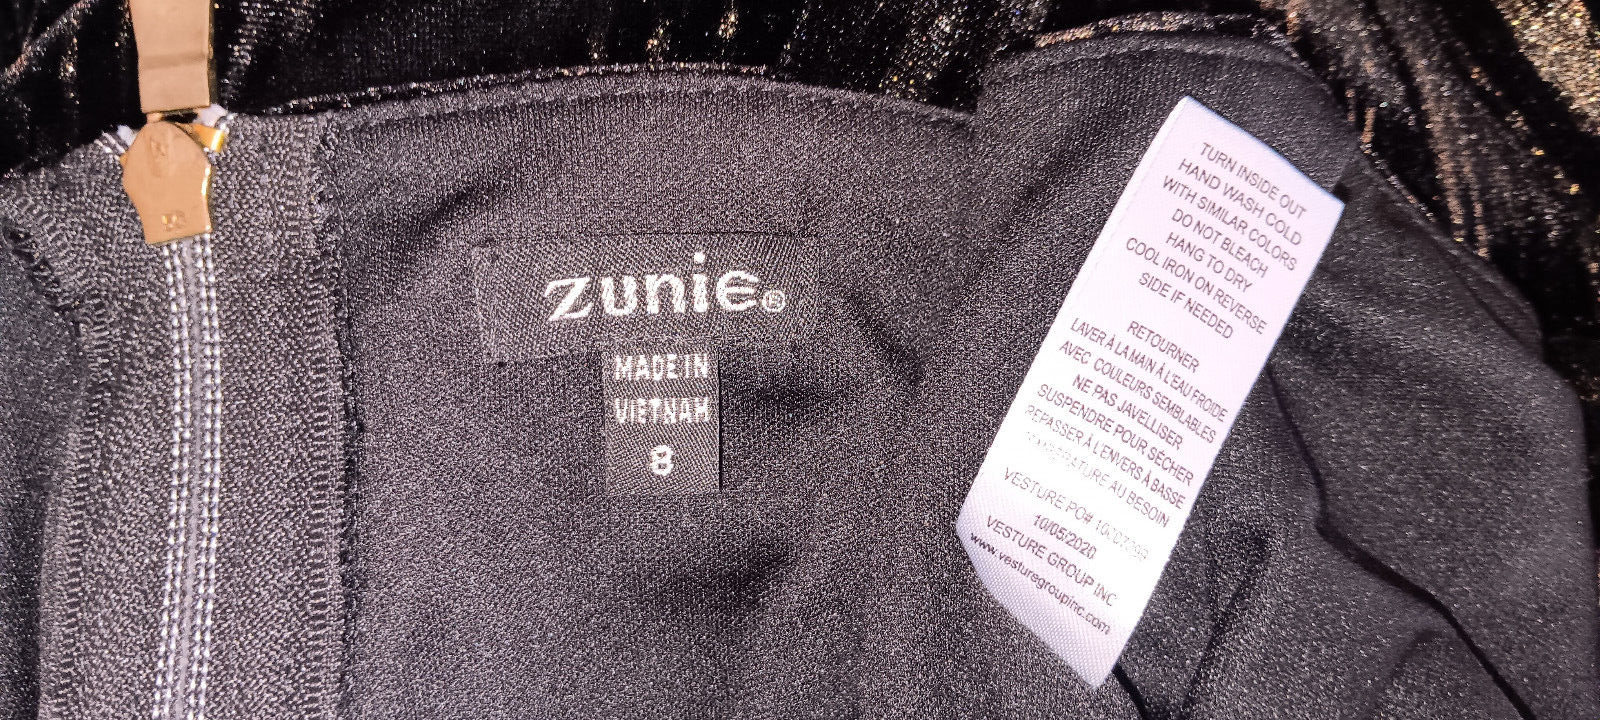 zunie®
MADE IN
VIETNAM
8
TURN INSIDE OUT
HAND WASH COLD
WITH SIMILAR COLORS
DO NOT BLEACH
HANG TO DRY
COOL IRON ON REVERSE
SIDE IF NEEDED
RETOURNER
LAVER À LA MAIN À L'EAU FROIDE
AVEC COULEURS SEMBLABLES
NE PAS JAVELLISER
SUSPENDRE POUR SÉCHER
REPASSER À L'ENVERS À BASSE
TEMPÉRATURE AU BESOIN
VESTURE PO#
10/05/2020
VESTURE GROUP INC
www.vesturegroupinc.com